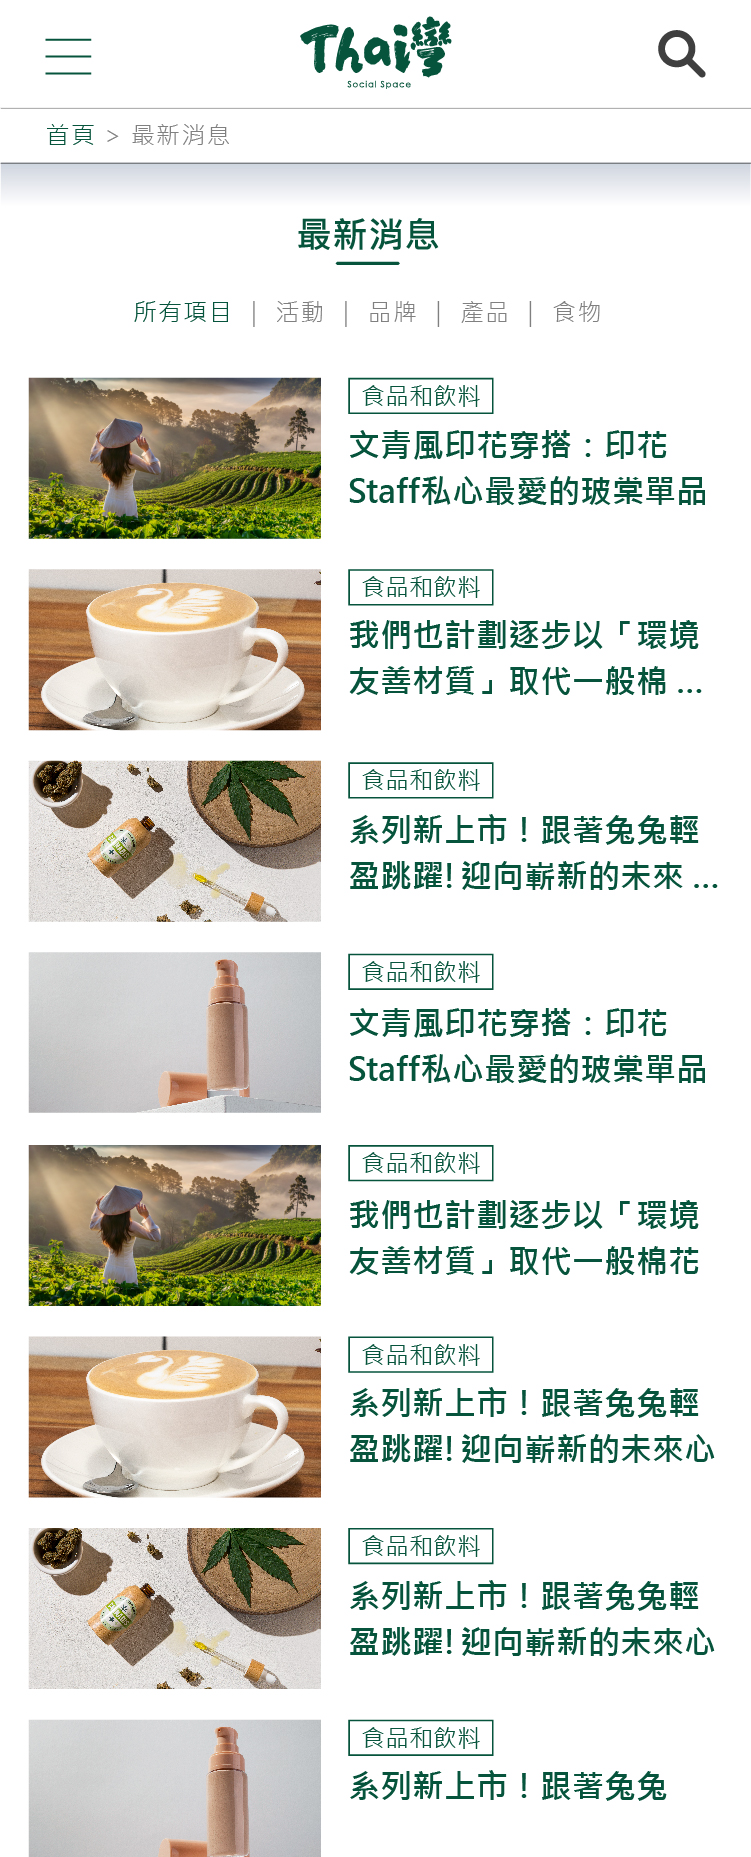 Thai灣
Social Space
首頁 > 最新消息
最新消息
所有項目 | 活動 | 品牌 | 產品 | 食物
食品和飲料
文青風印花穿搭：印花
Staff私心最愛的玻棠單品
食品和飲料
我們也計劃逐步以「環境
友善材質」取代一般棉 ...
食品和飲料
系列新上市！跟著兔兔輕
盈跳躍! 迎向嶄新的未來 ...
食品和飲料
文青風印花穿搭：印花
Staff私心最愛的玻棠單品
食品和飲料
我們也計劃逐步以「環境
友善材質」取代一般棉花
食品和飲料
系列新上市！跟著兔兔輕
盈跳躍! 迎向嶄新的未來心
食品和飲料
系列新上市！跟著兔兔輕
盈跳躍! 迎向嶄新的未來心
食品和飲料
系列新上市！跟著兔兔